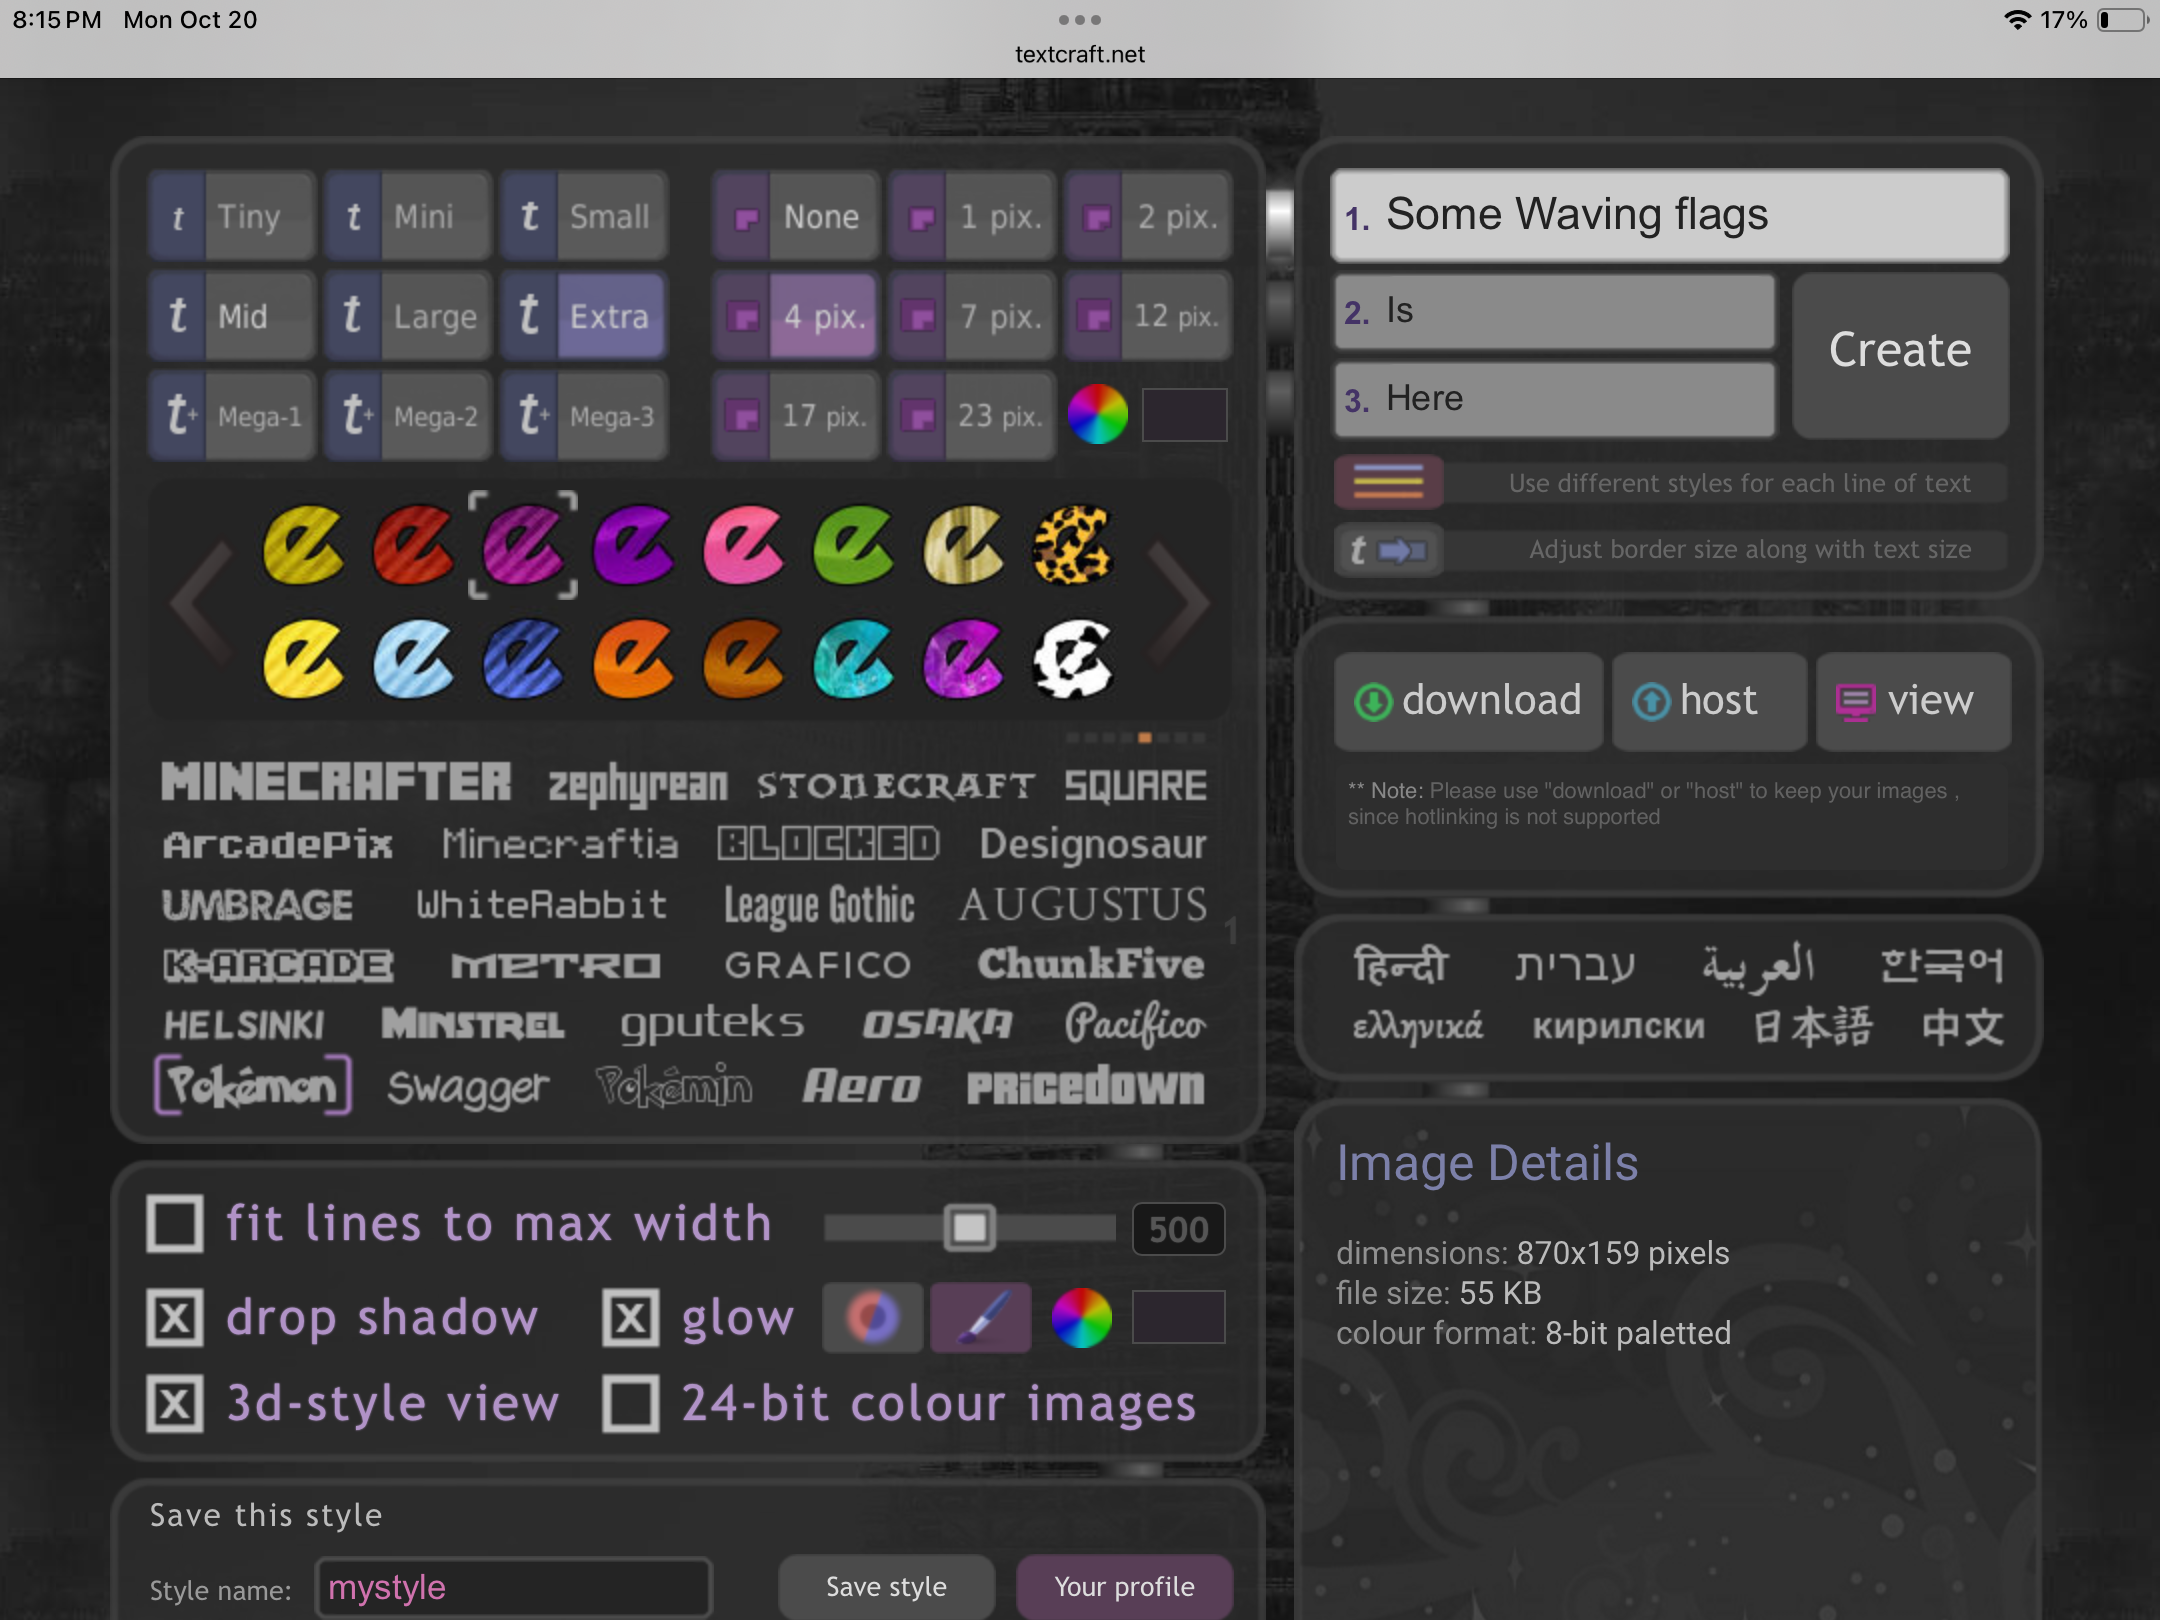 8:15 PM Mon Oct 20
17%
textcraft.net
t Tiny t Mini t Small None 1 pix. 2 pix.
t Mid t Large t Extra 4 pix. 7 pix. 12 pix.
t+ Mega-1 t+ Mega-2 t+ Mega-3 17 pix. 23 pix.
e e e e e e e e
e e e e e e e e
MINECRAFTER zephyrean STONECRAFT SQUARE
ArcadePix Minecraftia BLOCKED Designosaur
UMBRAGE WhiteRabbit League Gothic AUGUSTUS
1
K-ARCADE METRO GRAFICO ChunkFive
HELSINKI MINSTREL gputeks OSAKA Pacifico
Pokémon Swagger Pokémin Aero PRiCEDOWN
fit lines to max width 500
X drop shadow X glow
X 3d-style view 24-bit colour images
Save this style
Style name: mystyle Save style Your profile
1. Some Waving flags
2. Is
3. Here
Create
Use different styles for each line of text
t Adjust border size along with text size
download host view
** Note: Please use "download" or "host" to keep your images ,
since hotlinking is not supported
हिन्दी עברית العربية 한국어
ελληνικά кирилски 日本語 中文
Image Details
dimensions: 870x159 pixels
file size: 55 KB
colour format: 8-bit paletted